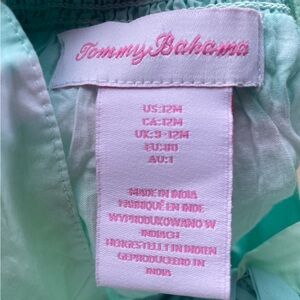 Tommy Bahama
US:12M
CA:12M
UK:9-12M
EU:80
AU:1
MADE IN INDIA
FABRIQUÉ EN INDE
WYPRODUKOWANO W
INDIACH
HERGESTELLT IN INDIEN
GEPRODUCEERD IN
INDIA